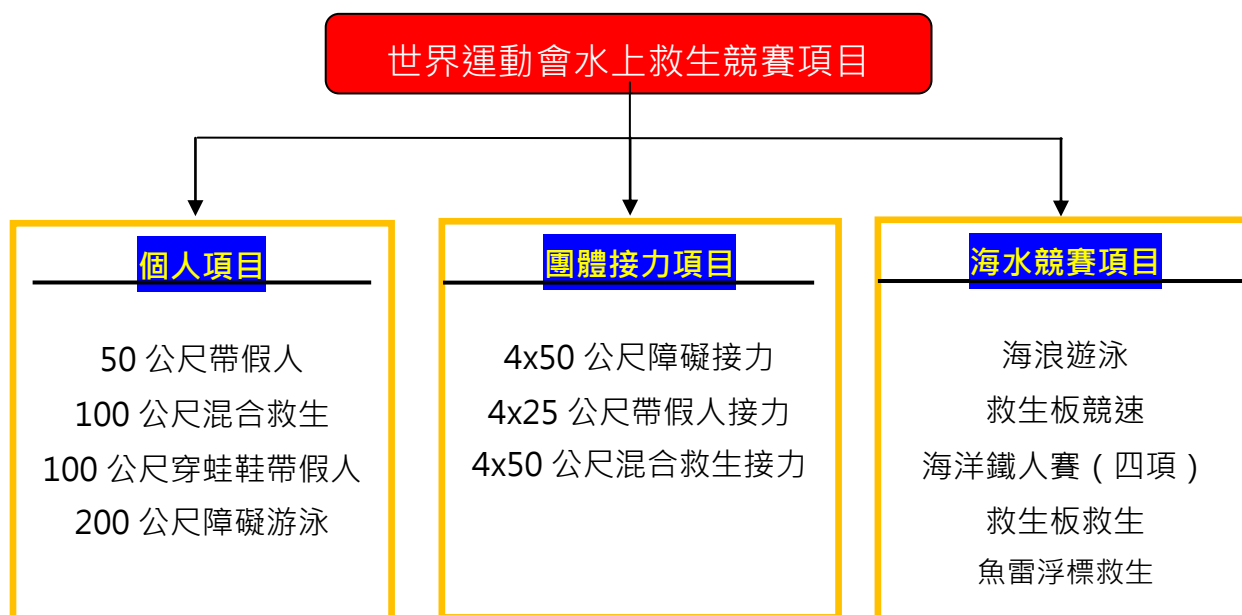 世界運動會水上救生競賽項目
個人項目
50 公尺帶假人
100 公尺混合救生
100 公尺穿蛙鞋帶假人
200 公尺障礙游泳
團體接力項目
4x50 公尺障礙接力
4x25 公尺帶假人接力
4x50 公尺混合救生接力
海水競賽項目
海浪遊泳
救生板競速
海洋鐵人賽（四項）
救生板救生
魚雷浮標救生